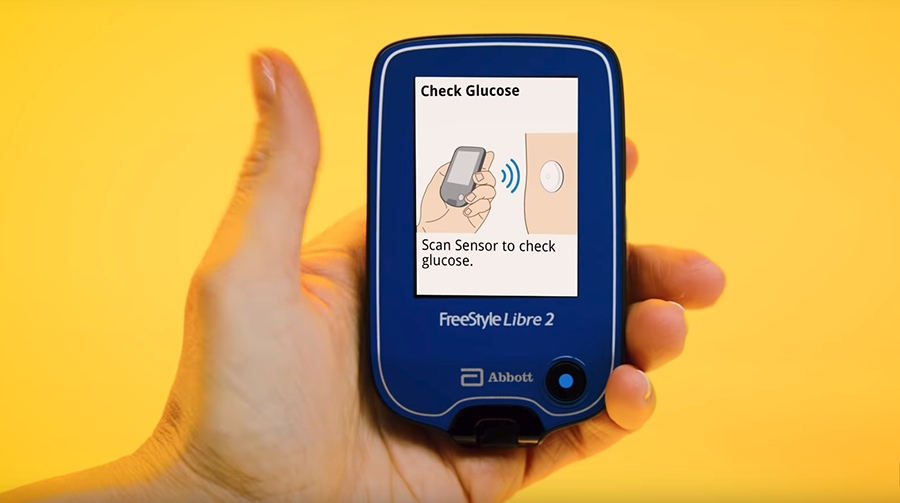 Check Glucose
Scan Sensor to check
glucose.
FreeStyle Libre 2
Abbott